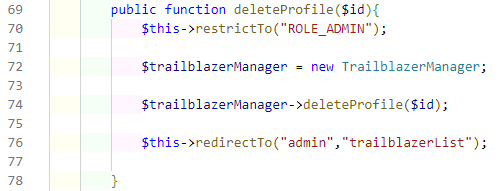 69 public function deleteProfile($id){
70 $this->restrictTo("ROLE_ADMIN");
71
72 $trailblazerManager = new TrailblazerManager;
73
74 $trailblazerManager->deleteProfile($id);
75
76 $this->redirectTo("admin","trailblazerList");
77
78 }